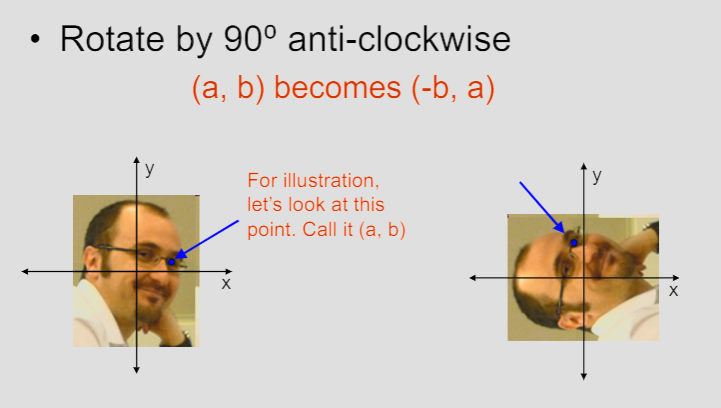 • Rotate by 90º anti-clockwise
(a, b) becomes (-b, a)
y
For illustration,
let's look at this
point. Call it (a, b)
x
y
x